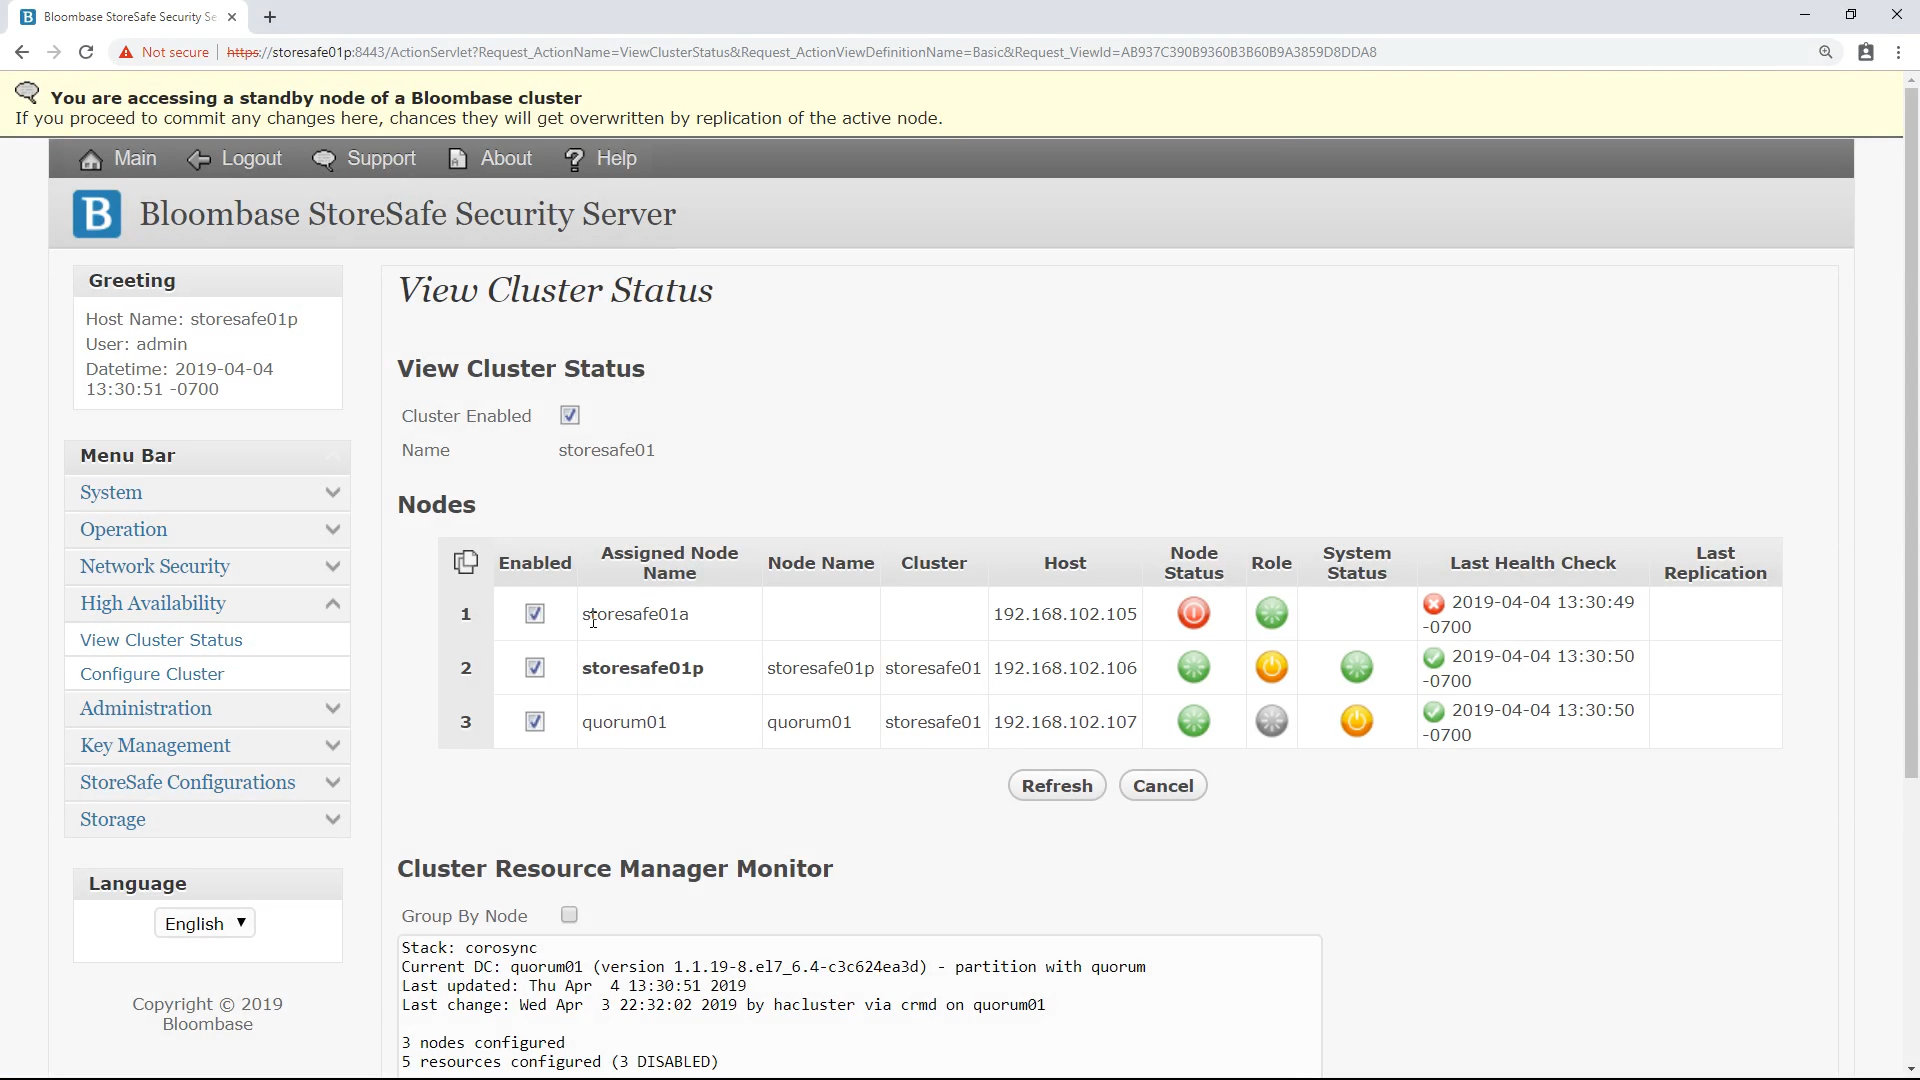 Bloombase StoreSafe Security Se
Not secure | https://storesafe01p:8443/ActionServlet?Request_ActionName=ViewClusterStatus&Request_ActionViewDefinitionName=Basic&Request_ViewId=AB937C390B9360B3B60B9A3859D8DDA8
You are accessing a standby node of a Bloombase cluster
If you proceed to commit any changes here, chances they will get overwritten by replication of the active node.
Main Logout Support About Help
B Bloombase StoreSafe Security Server
Greeting
Host Name: storesafe01p
User: admin
Datetime: 2019-04-04
13:30:51 -0700
Menu Bar
System
Operation
Network Security
High Availability
View Cluster Status
Configure Cluster
Administration
Key Management
StoreSafe Configurations
Storage
Language
English
Copyright © 2019
Bloombase
View Cluster Status
View Cluster Status
Cluster Enabled
Name storesafe01
Nodes
Enabled Assigned Node Name Node Name Cluster Host Node Status Role System Status Last Health Check Last Replication
1 storesafe01a 192.168.102.105 2019-04-04 13:30:49 -0700
2 storesafe01p storesafe01p storesafe01 192.168.102.106 2019-04-04 13:30:50 -0700
3 quorum01 quorum01 storesafe01 192.168.102.107 2019-04-04 13:30:50 -0700
Refresh Cancel
Cluster Resource Manager Monitor
Group By Node
Stack: corosync
Current DC: quorum01 (version 1.1.19-8.el7_6.4-c3c624ea3d) - partition with quorum
Last updated: Thu Apr  4 13:30:51 2019
Last change: Wed Apr  3 22:32:02 2019 by hacluster via crmd on quorum01
3 nodes configured
5 resources configured (3 DISABLED)